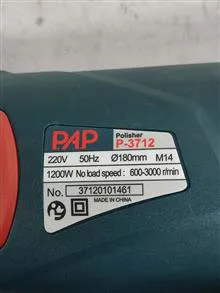 PAP Polisher
P-3712
220V 50Hz Ø180mm M14
1200W No load speed : 600-3000 r/min
No. 37120101461
MADE IN CHINA